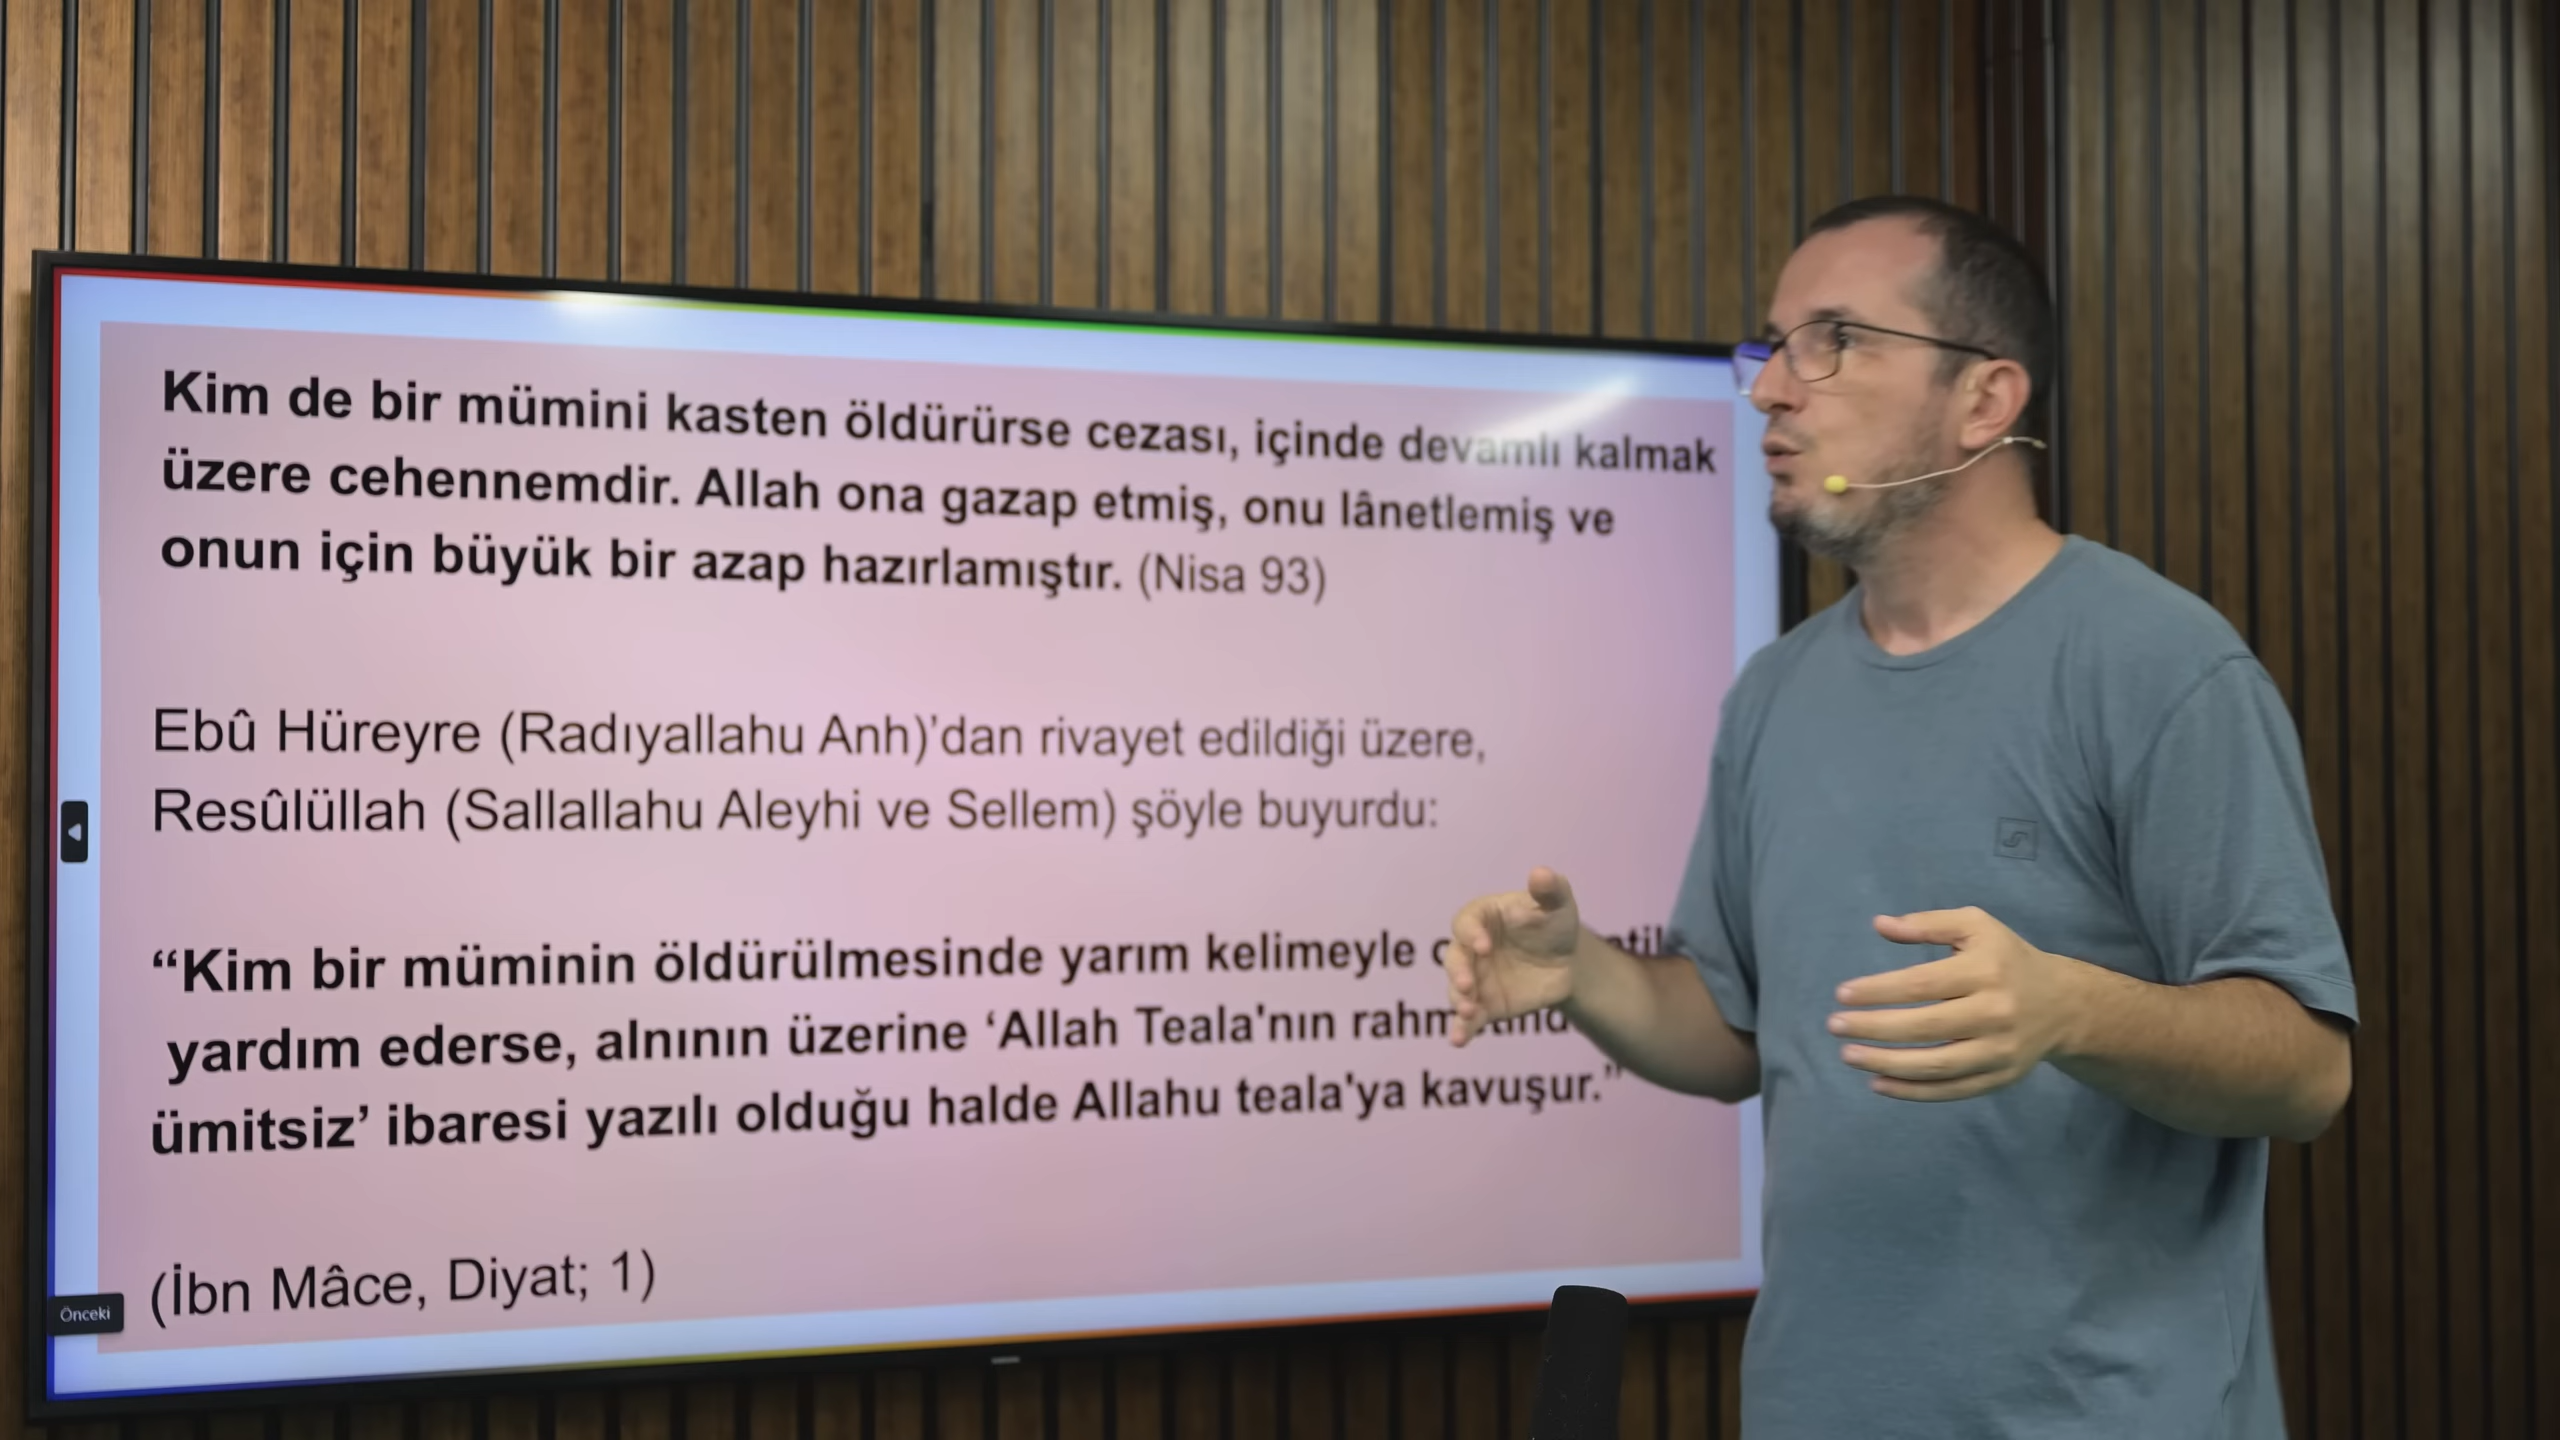 Kim de bir mümini kasten öldürürse cezası, içinde devamlı kalmak
üzere cehennemdir. Allah ona gazap etmiş, onu lânetlemiş ve
onun için büyük bir azap hazırlamıştır. (Nisa 93)
Ebû Hüreyre (Radıyallahu Anh)’dan rivayet edildiği üzere,
Resûlüllah (Sallallahu Aleyhi ve Sellem) şöyle buyurdu:
“Kim bir müminin öldürülmesinde yarım kelimeyle
yardım ederse, alnının üzerine ‘Allah Teala'nın
ümitsiz’ ibaresi yazılı olduğu halde Allahu teala'ya kavuşur.”
(İbn Mâce, Diyat; 1)
Önceki